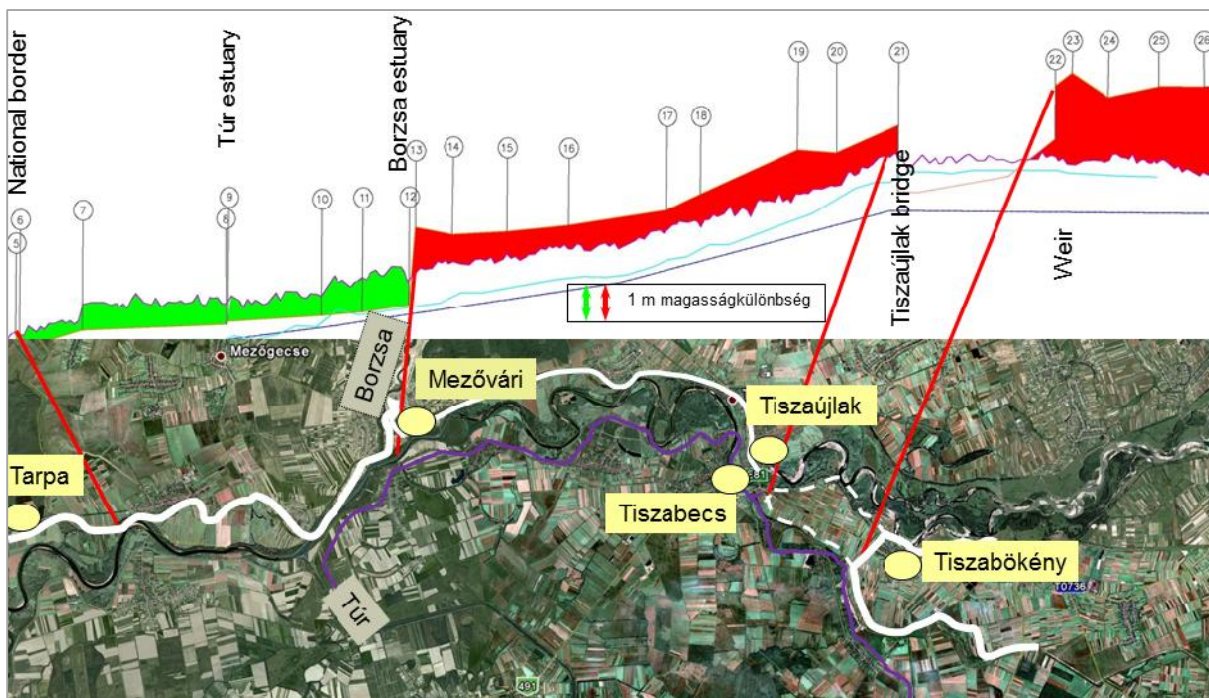 National border
Túr estuary
Borzsa estuary
Tiszaújlak bridge
Weir
5
6
7
8
9
10
11
12
13
14
15
16
17
18
19
20
21
22
23
24
25
26
1 m magasságkülönbség
Mezőgecse
Borzsa
Mezővári
Tiszaújlak
Tarpa
Tiszabecs
Tiszabökény
Túr
T0736
491